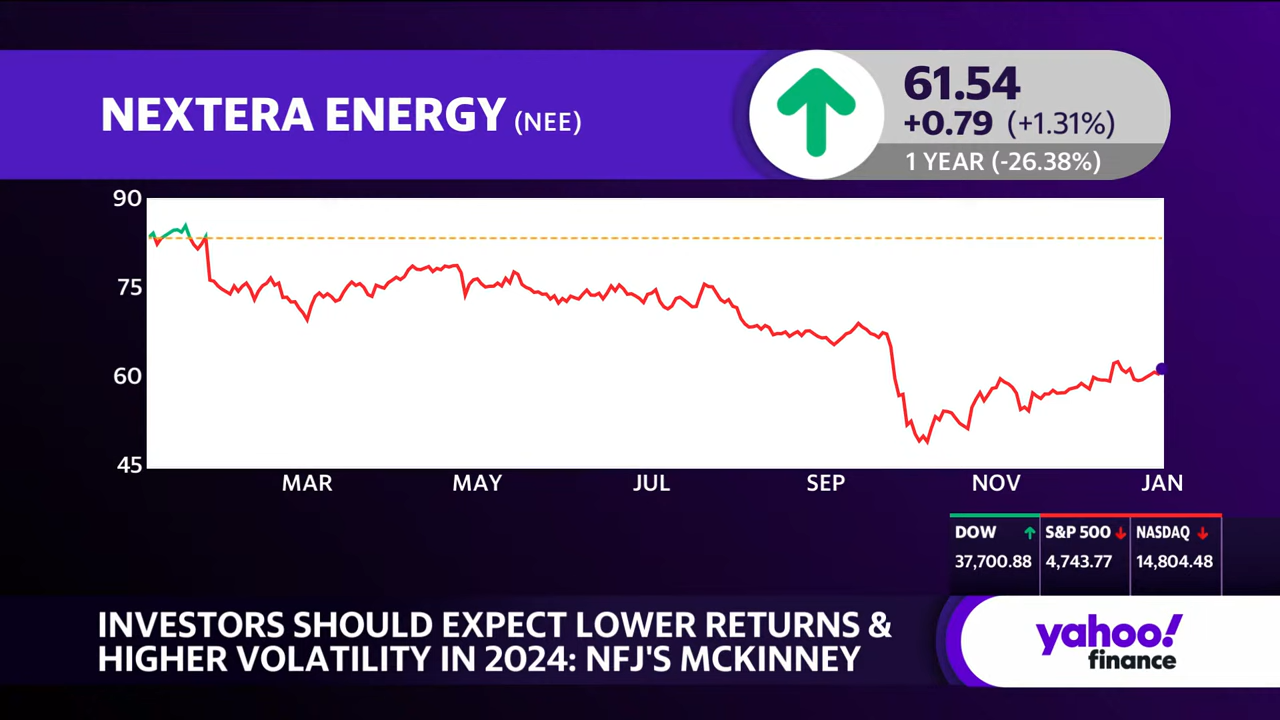 NEXTERA ENERGY (NEE)
61.54
+0.79 (+1.31%)
1 YEAR (-26.38%)
90
75
60
45
MAR MAY JUL SEP NOV JAN
DOW S&P 500 NASDAQ
37,700.88 4,743.77 14,804.48
INVESTORS SHOULD EXPECT LOWER RETURNS &
HIGHER VOLATILITY IN 2024: NFJ'S MCKINNEY
yahoo!
finance